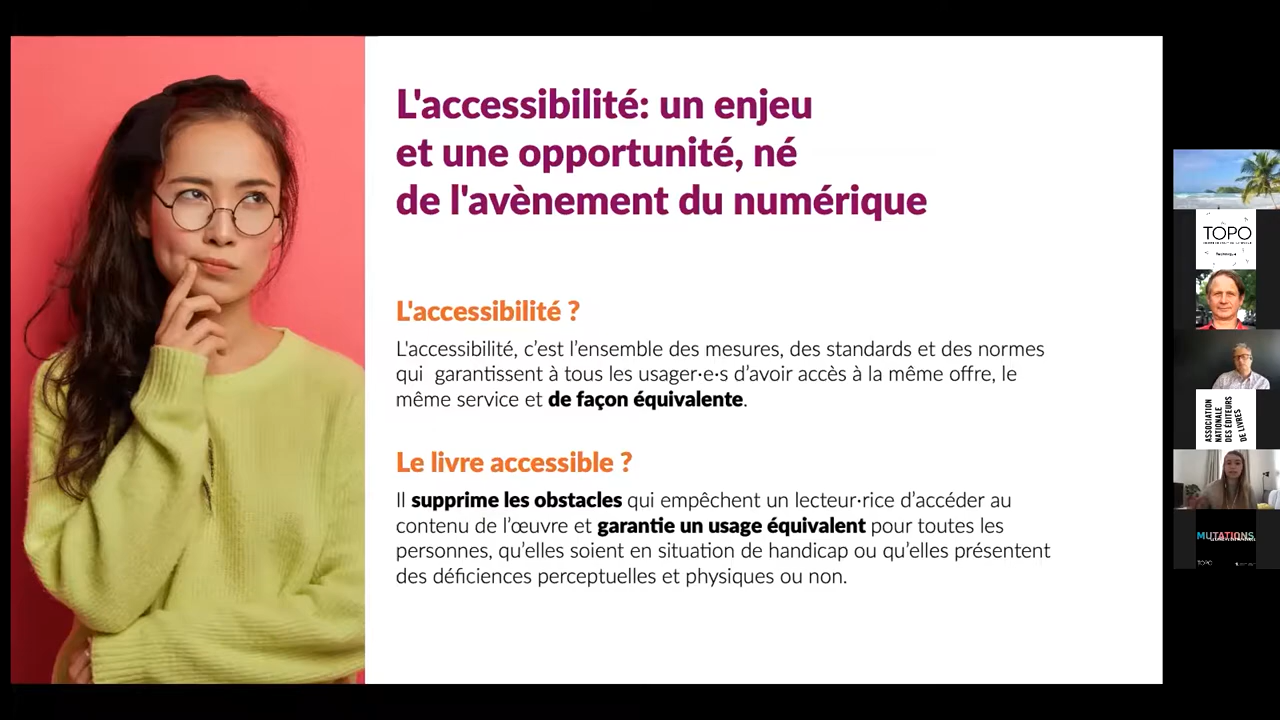 L'accessibilité: un enjeu
et une opportunité, né
de l'avènement du numérique
L'accessibilité ?
L'accessibilité, c'est l'ensemble des mesures, des standards et des normes
qui garantissent à tous les usager·e·s d'avoir accès à la même offre, le
même service et de façon équivalente.
Le livre accessible ?
Il supprime les obstacles qui empêchent un lecteur·rice d'accéder au
contenu de l'œuvre et garantie un usage équivalent pour toutes les
personnes, qu'elles soient en situation de handicap ou qu'elles présentent
des déficiences perceptuelles et physiques ou non.
TOPO
ASSOCIATION
NATIONALE
DES ÉDITEURS
DE LIVRES
MUTATIONS
TOPO